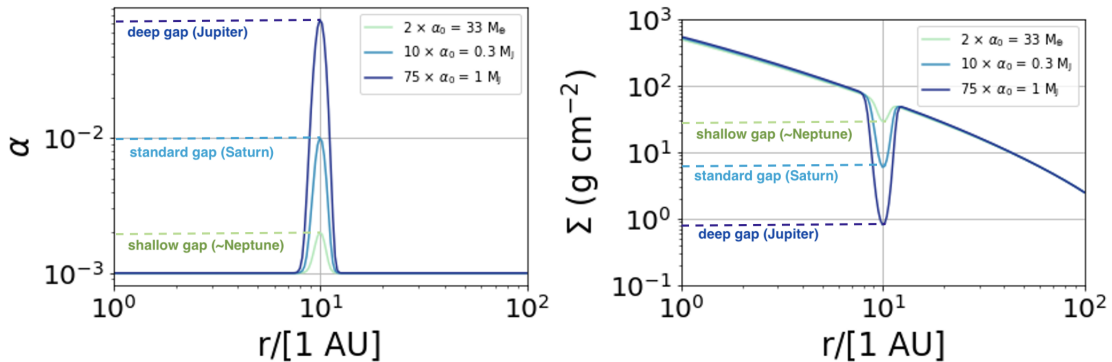 deep gap (Jupiter)
2 × α₀ = 33 M⊕
10 × α₀ = 0.3 Mⱼ
75 × α₀ = 1 Mⱼ
10⁻²
standard gap (Saturn)
α
shallow gap (~Neptune)
10⁻³
10⁰ 10¹ 10²
r/[1 AU]
10³
2 × α₀ = 33 M⊕
10 × α₀ = 0.3 Mⱼ
75 × α₀ = 1 Mⱼ
10²
shallow gap (~Neptune)
Σ (g cm⁻²)
10¹
standard gap (Saturn)
10⁰
deep gap (Jupiter)
10⁻¹
10⁰ 10¹ 10²
r/[1 AU]